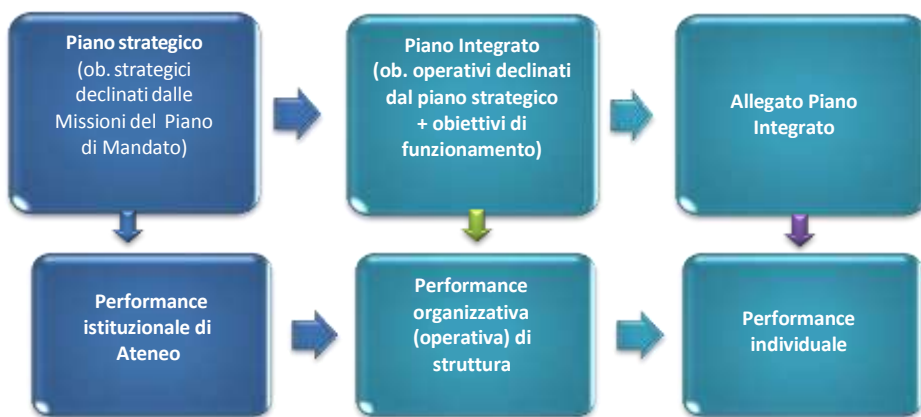 Piano strategico
(ob. strategici
declinati dalle
Missioni del Piano
di Mandato)
Piano Integrato
(ob. operativi declinati
dal piano strategico
+ obiettivi di
funzionamento)
Allegato Piano
Integrato
Performance
istituzionale di
Ateneo
Performance
organizzativa
(operativa) di
struttura
Performance
individuale